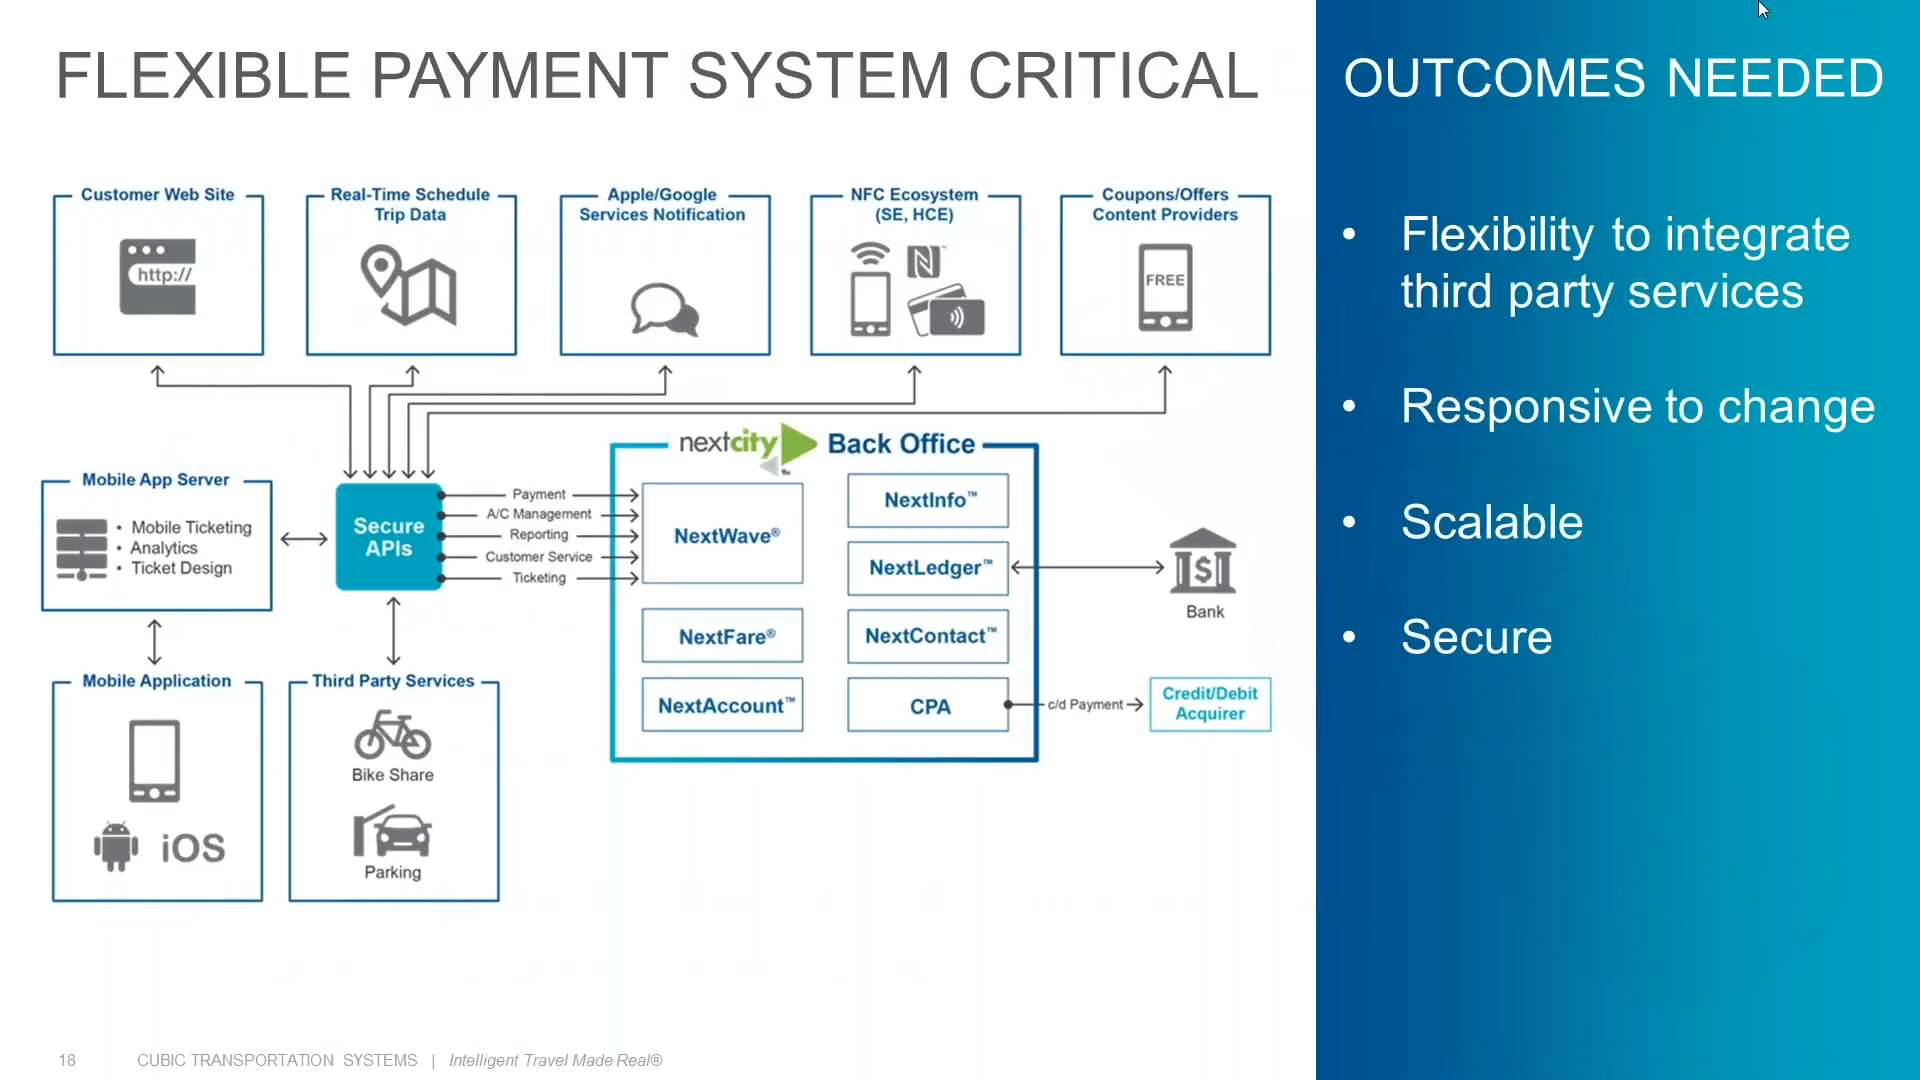 FLEXIBLE PAYMENT SYSTEM CRITICAL
OUTCOMES NEEDED
Customer Web Site
http://
Real-Time Schedule
Trip Data
Apple/Google
Services Notification
NFC Ecosystem
(SE, HCE)
Coupons/Offers
Content Providers
FREE
• Flexibility to integrate
third party services
• Responsive to change
• Scalable
• Secure
Mobile App Server
• Mobile Ticketing
• Analytics
• Ticket Design
Secure
APIs
Payment
A/C Management
Reporting
Customer Service
Ticketing
nextcity Back Office
NextWave®
NextFare®
NextAccount™
NextInfo™
NextLedger™
NextContact™
CPA
$
Bank
c/d Payment
Credit/Debit
Acquirer
Mobile Application
iOS
Third Party Services
Bike Share
Parking
18 CUBIC TRANSPORTATION SYSTEMS | Intelligent Travel Made Real®